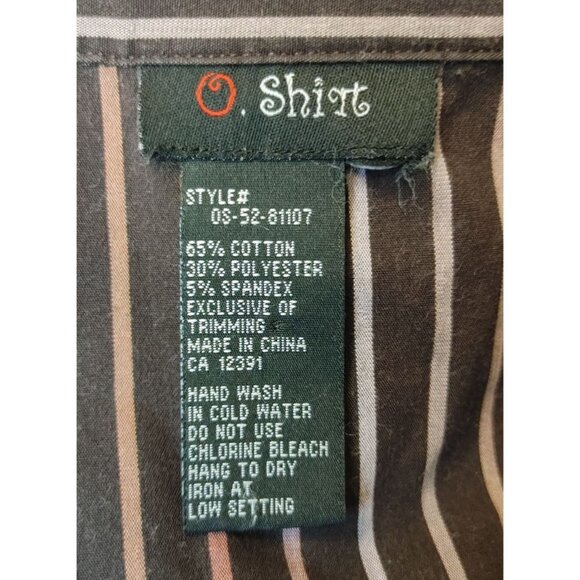 O. Shirt
STYLE#
OS-52-81107
65% COTTON
30% POLYESTER
5% SPANDEX
EXCLUSIVE OF
TRIMMING
MADE IN CHINA
CA 12391
HAND WASH
IN COLD WATER
DO NOT USE
CHLORINE BLEACH
HANG TO DRY
IRON AT
LOW SETTING